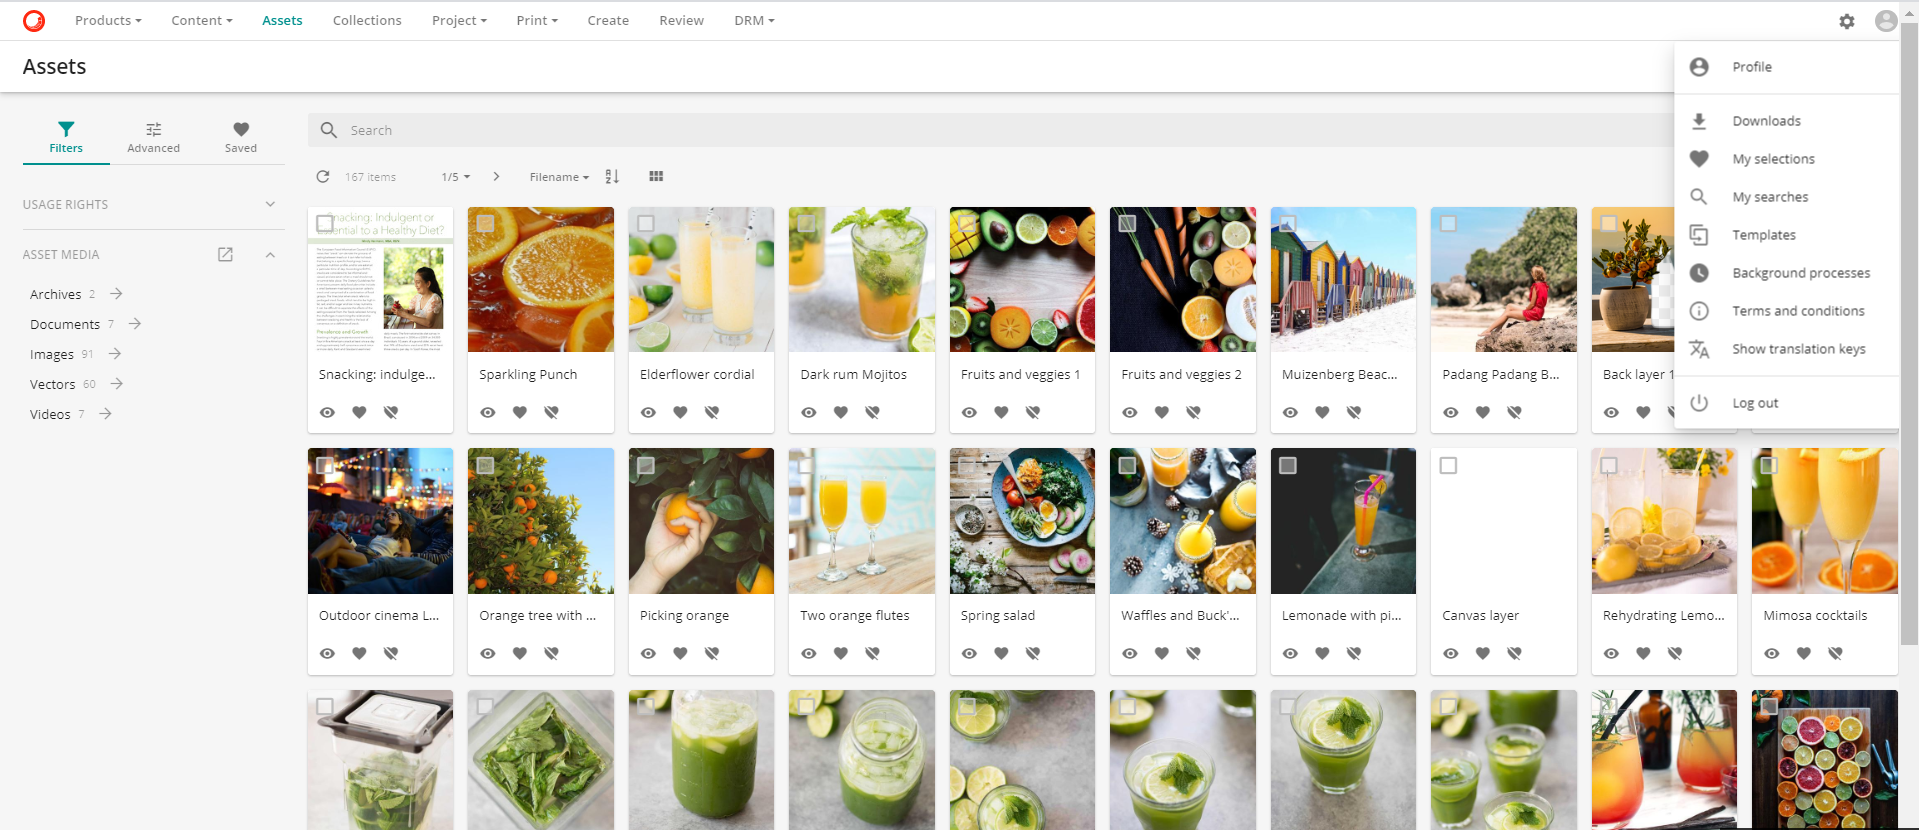 Products Content Assets Collections Project Print Create Review DRM
Assets
Profile
Downloads
My selections
My searches
Templates
Background processes
Terms and conditions
Show translation keys
Log out
Filters Advanced Saved
Search
167 items 1/5 Filename
USAGE RIGHTS
ASSET MEDIA
Archives 2
Documents 7
Images 91
Vectors 60
Videos 7
Snacking: Indulgent or
Essential to a Healthy Diet?
Prevalence and Growth
Snacking: indulge...
Sparkling Punch
Elderflower cordial
Dark rum Mojitos
Fruits and veggies 1
Fruits and veggies 2
Muizenberg Beac...
Padang Padang B...
Back layer 1
Outdoor cinema L...
Orange tree with ...
Picking orange
Two orange flutes
Spring salad
Waffles and Buck'...
Lemonade with pi...
Canvas layer
Rehydrating Lemo...
Mimosa cocktails